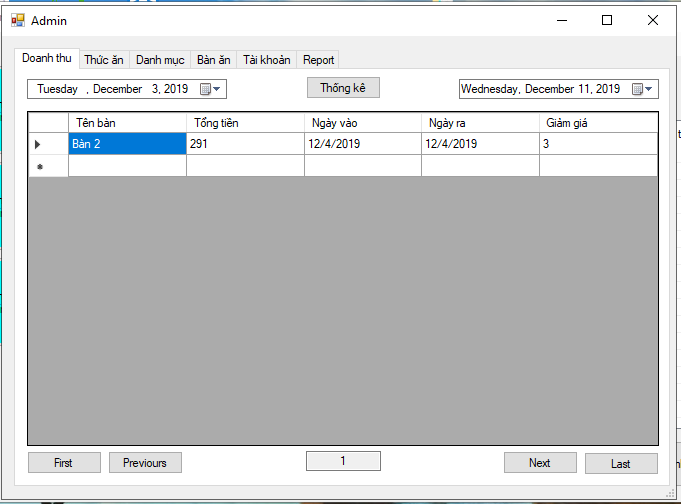 Admin
Doanh thu Thức ăn Danh mục Bàn ăn Tài khoản Report
Tuesday , December 3, 2019 Thống kê Wednesday, December 11, 2019
Tên bàn Tổng tiền Ngày vào Ngày ra Giảm giá
Bàn 2 291 12/4/2019 12/4/2019 3
First Previours 1 Next Last